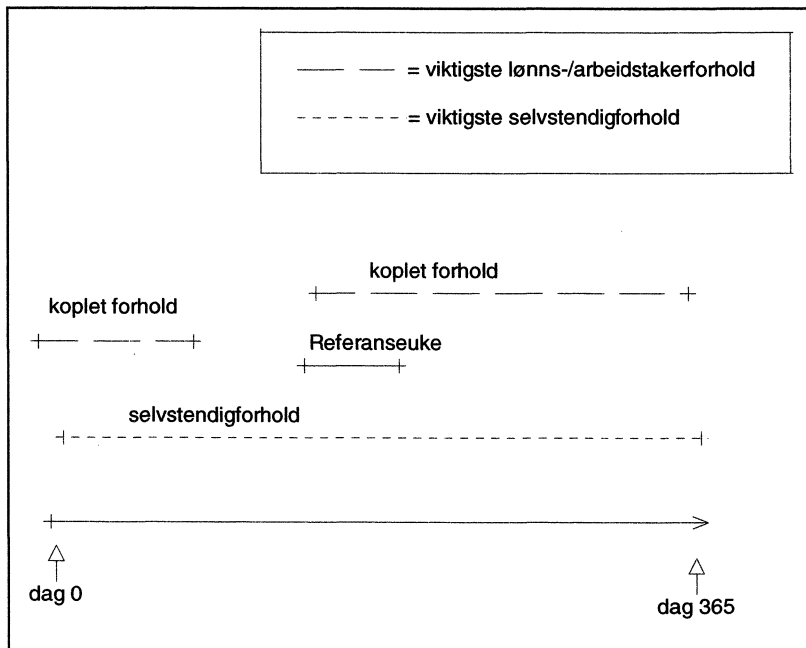 = viktigste lønns-/arbeidstakerforhold
= viktigste selvstendigforhold
koplet forhold
koplet forhold
Referanseuke
selvstendigforhold
dag 0
dag 365